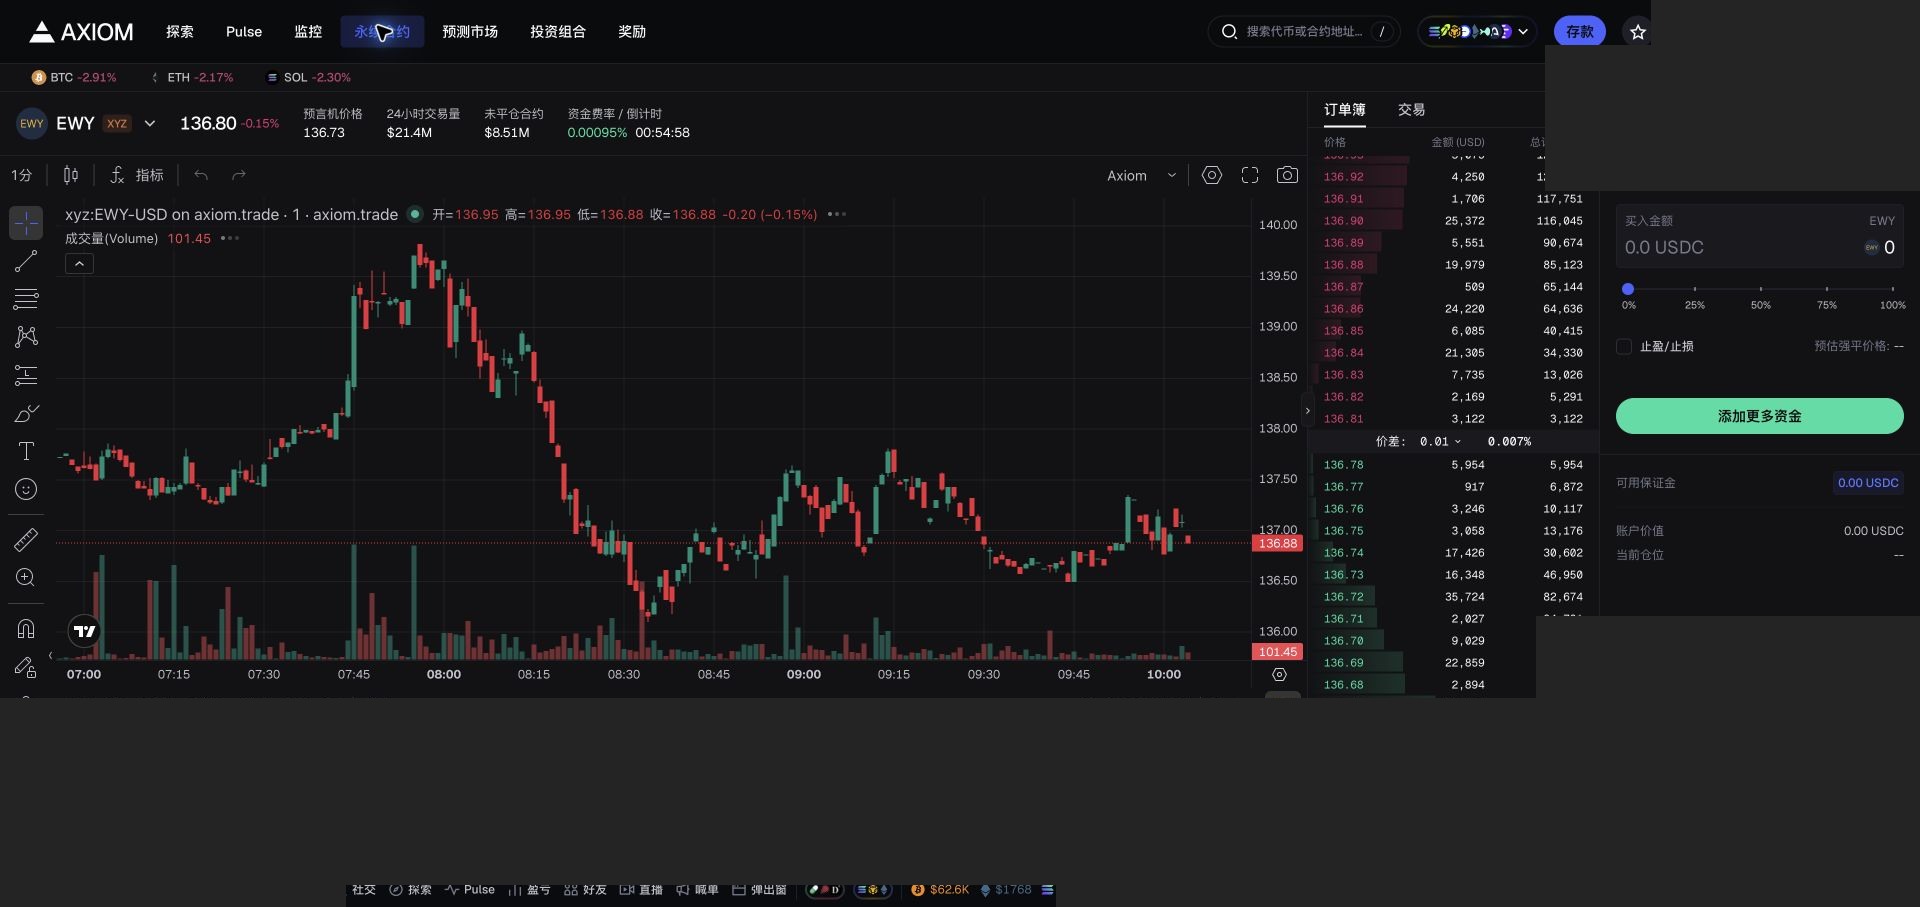 AXIOM 探索 Pulse 监控 永续合约 预测市场 投资组合 奖励 搜索代币或合约地址... / 存款
BTC -2.91% ETH -2.17% SOL -2.30%
EWY EWY XYZ 136.80 -0.15%
预言机价格 24小时交易量 未平仓合约 资金费率 / 倒计时
136.73 $21.4M $8.51M 0.00095% 00:54:58
1分 指标 Axiom
xyz:EWY-USD on axiom.trade · 1 · axiom.trade 开=136.95 高=136.95 低=136.88 收=136.88 -0.20 (−0.15%)
成交量(Volume) 101.45
140.00
139.50
139.00
138.50
138.00
137.50
137.00
136.88
136.50
136.00
101.45
07:00 07:15 07:30 07:45 08:00 08:15 08:30 08:45 09:00 09:15 09:30 09:45 10:00
订单簿 交易
价格 金额 (USD)
136.92 4,250
136.91 1,706 117,751
136.90 25,372 116,045
136.89 5,551 90,674
136.88 19,979 85,123
136.87 509 65,144
136.86 24,220 64,636
136.85 6,085 40,415
136.84 21,305 34,330
136.83 7,735 13,026
136.82 2,169 5,291
136.81 3,122 3,122
价差: 0.01 0.007%
136.78 5,954 5,954
136.77 917 6,872
136.76 3,246 10,117
136.75 3,058 13,176
136.74 17,426 30,602
136.73 16,348 46,950
136.72 35,724 82,674
136.71 2,027
136.70 9,029
136.69 22,859
136.68 2,894
买入金额 EWY
0.0 USDC EWY 0
0% 25% 50% 75% 100%
止盈/止损 预估强平价格: --
添加更多资金
可用保证金 0.00 USDC
账户价值 0.00 USDC
当前仓位 --
社交 探索 Pulse 盈亏 好友 直播 喊单 弹出窗 $62.6K $1768